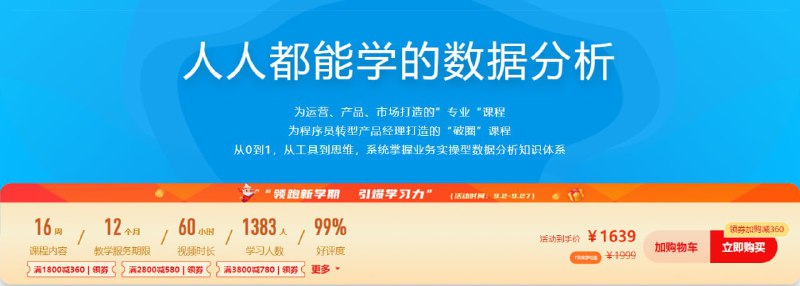 人人都能学的数据分析
为运营、产品、市场打造的”专业“课程
为程序员转型产品经理打造的“破圈”课程
从0到1，从工具到思维，系统掌握业务实操型数据分析知识体系
“领跑新学期 引爆学习力” （活动时间：9.2-9.27）
16周 / 12个月 / 60小时 / 1383人 / 99%
课程内容 教学服务期限 视频时长 学习人数 好评度
满1800减360 | 领券 满2800减580 | 领券 满3800减780 | 领券 更多
活动到手价 ￥1639
￥1999
加购物车
领券加购减360
立即购买